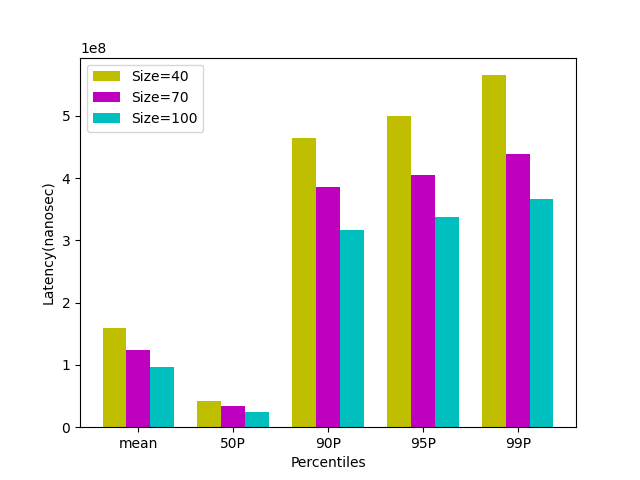 1e8
Size=40
Size=70
Size=100
5
4
3
2
1
0
Latency(nanosec)
mean 50P 90P 95P 99P
Percentiles